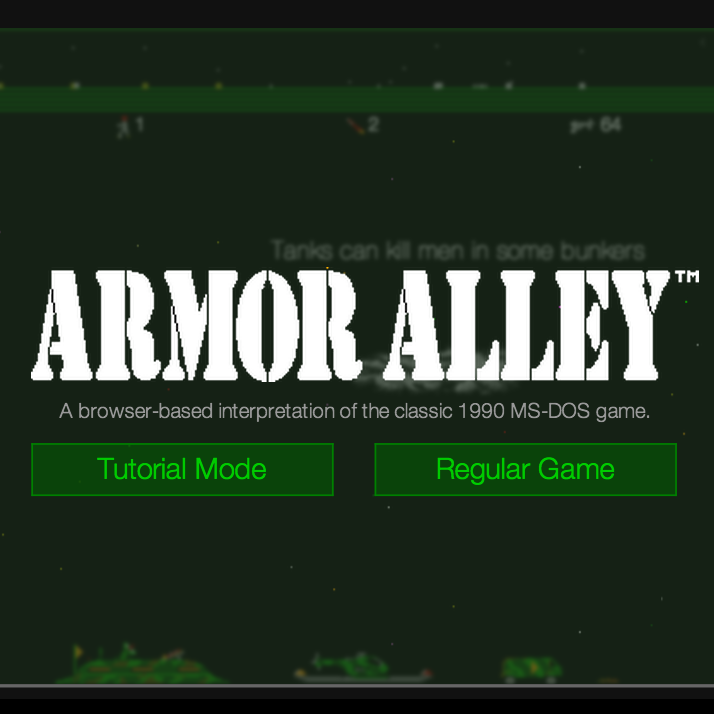 1
2
64
Tanks can kill men in some bunkers
ARMOR ALLEY™
A browser-based interpretation of the classic 1990 MS-DOS game.
Tutorial Mode
Regular Game